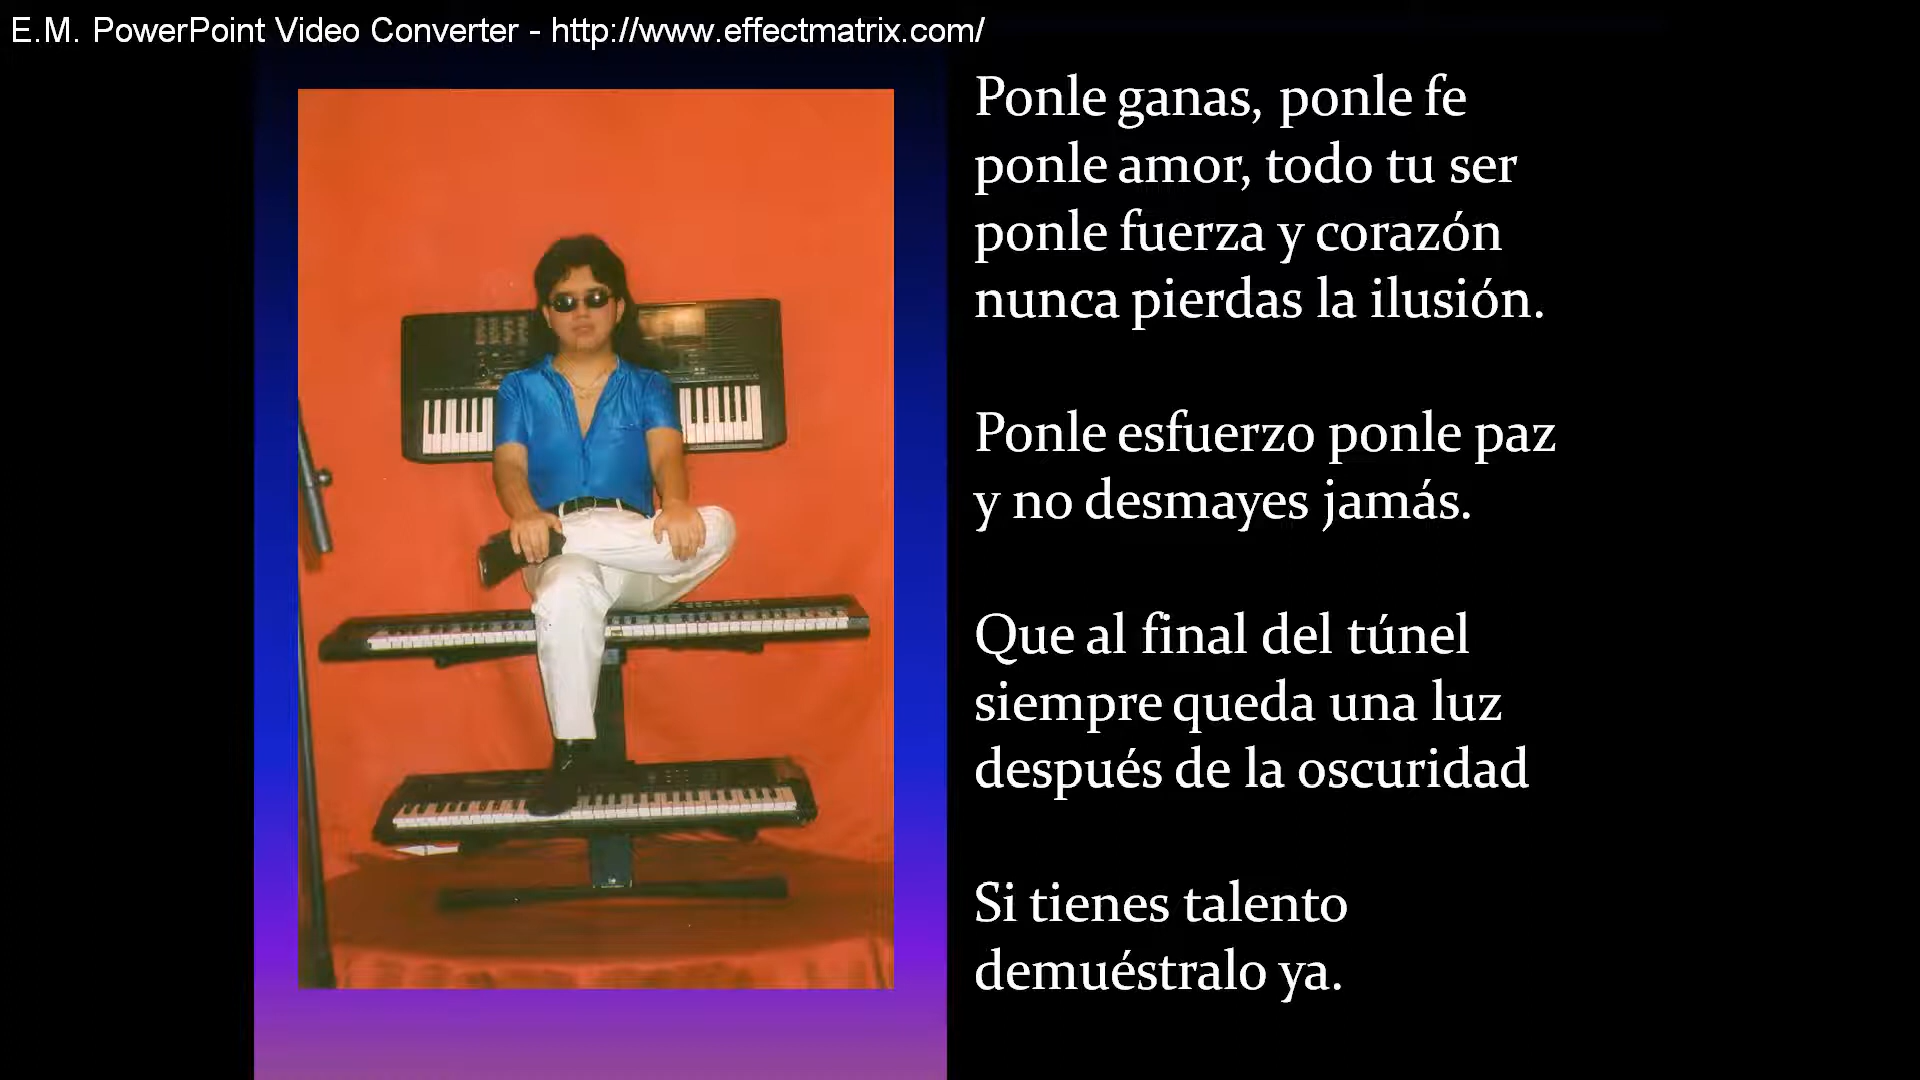 E.M. PowerPoint Video Converter - http://www.effectmatrix.com/
Ponle ganas, ponle fe
ponle amor, todo tu ser
ponle fuerza y corazón
nunca pierdas la ilusión.
Ponle esfuerzo ponle paz
y no desmayes jamás.
Que al final del túnel
siempre queda una luz
después de la oscuridad
Si tienes talento
demuéstralo ya.